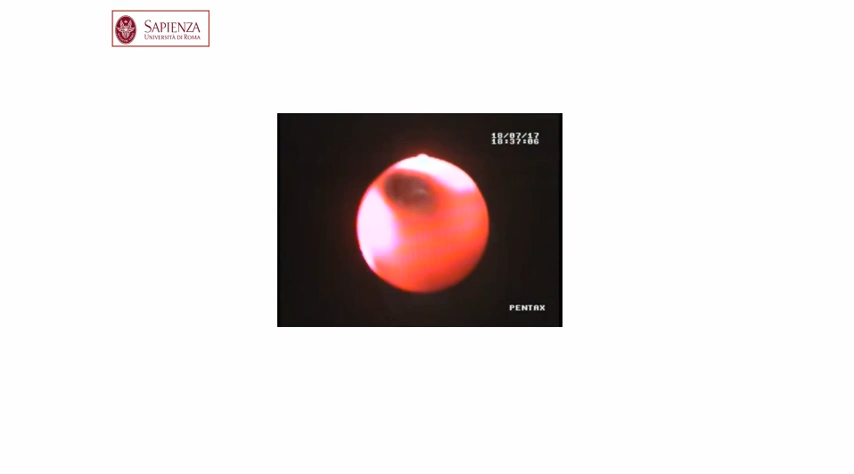 SAPIENZA
UNIVERSITÀ DI ROMA
18/07/17
18:37:06
PENTAX